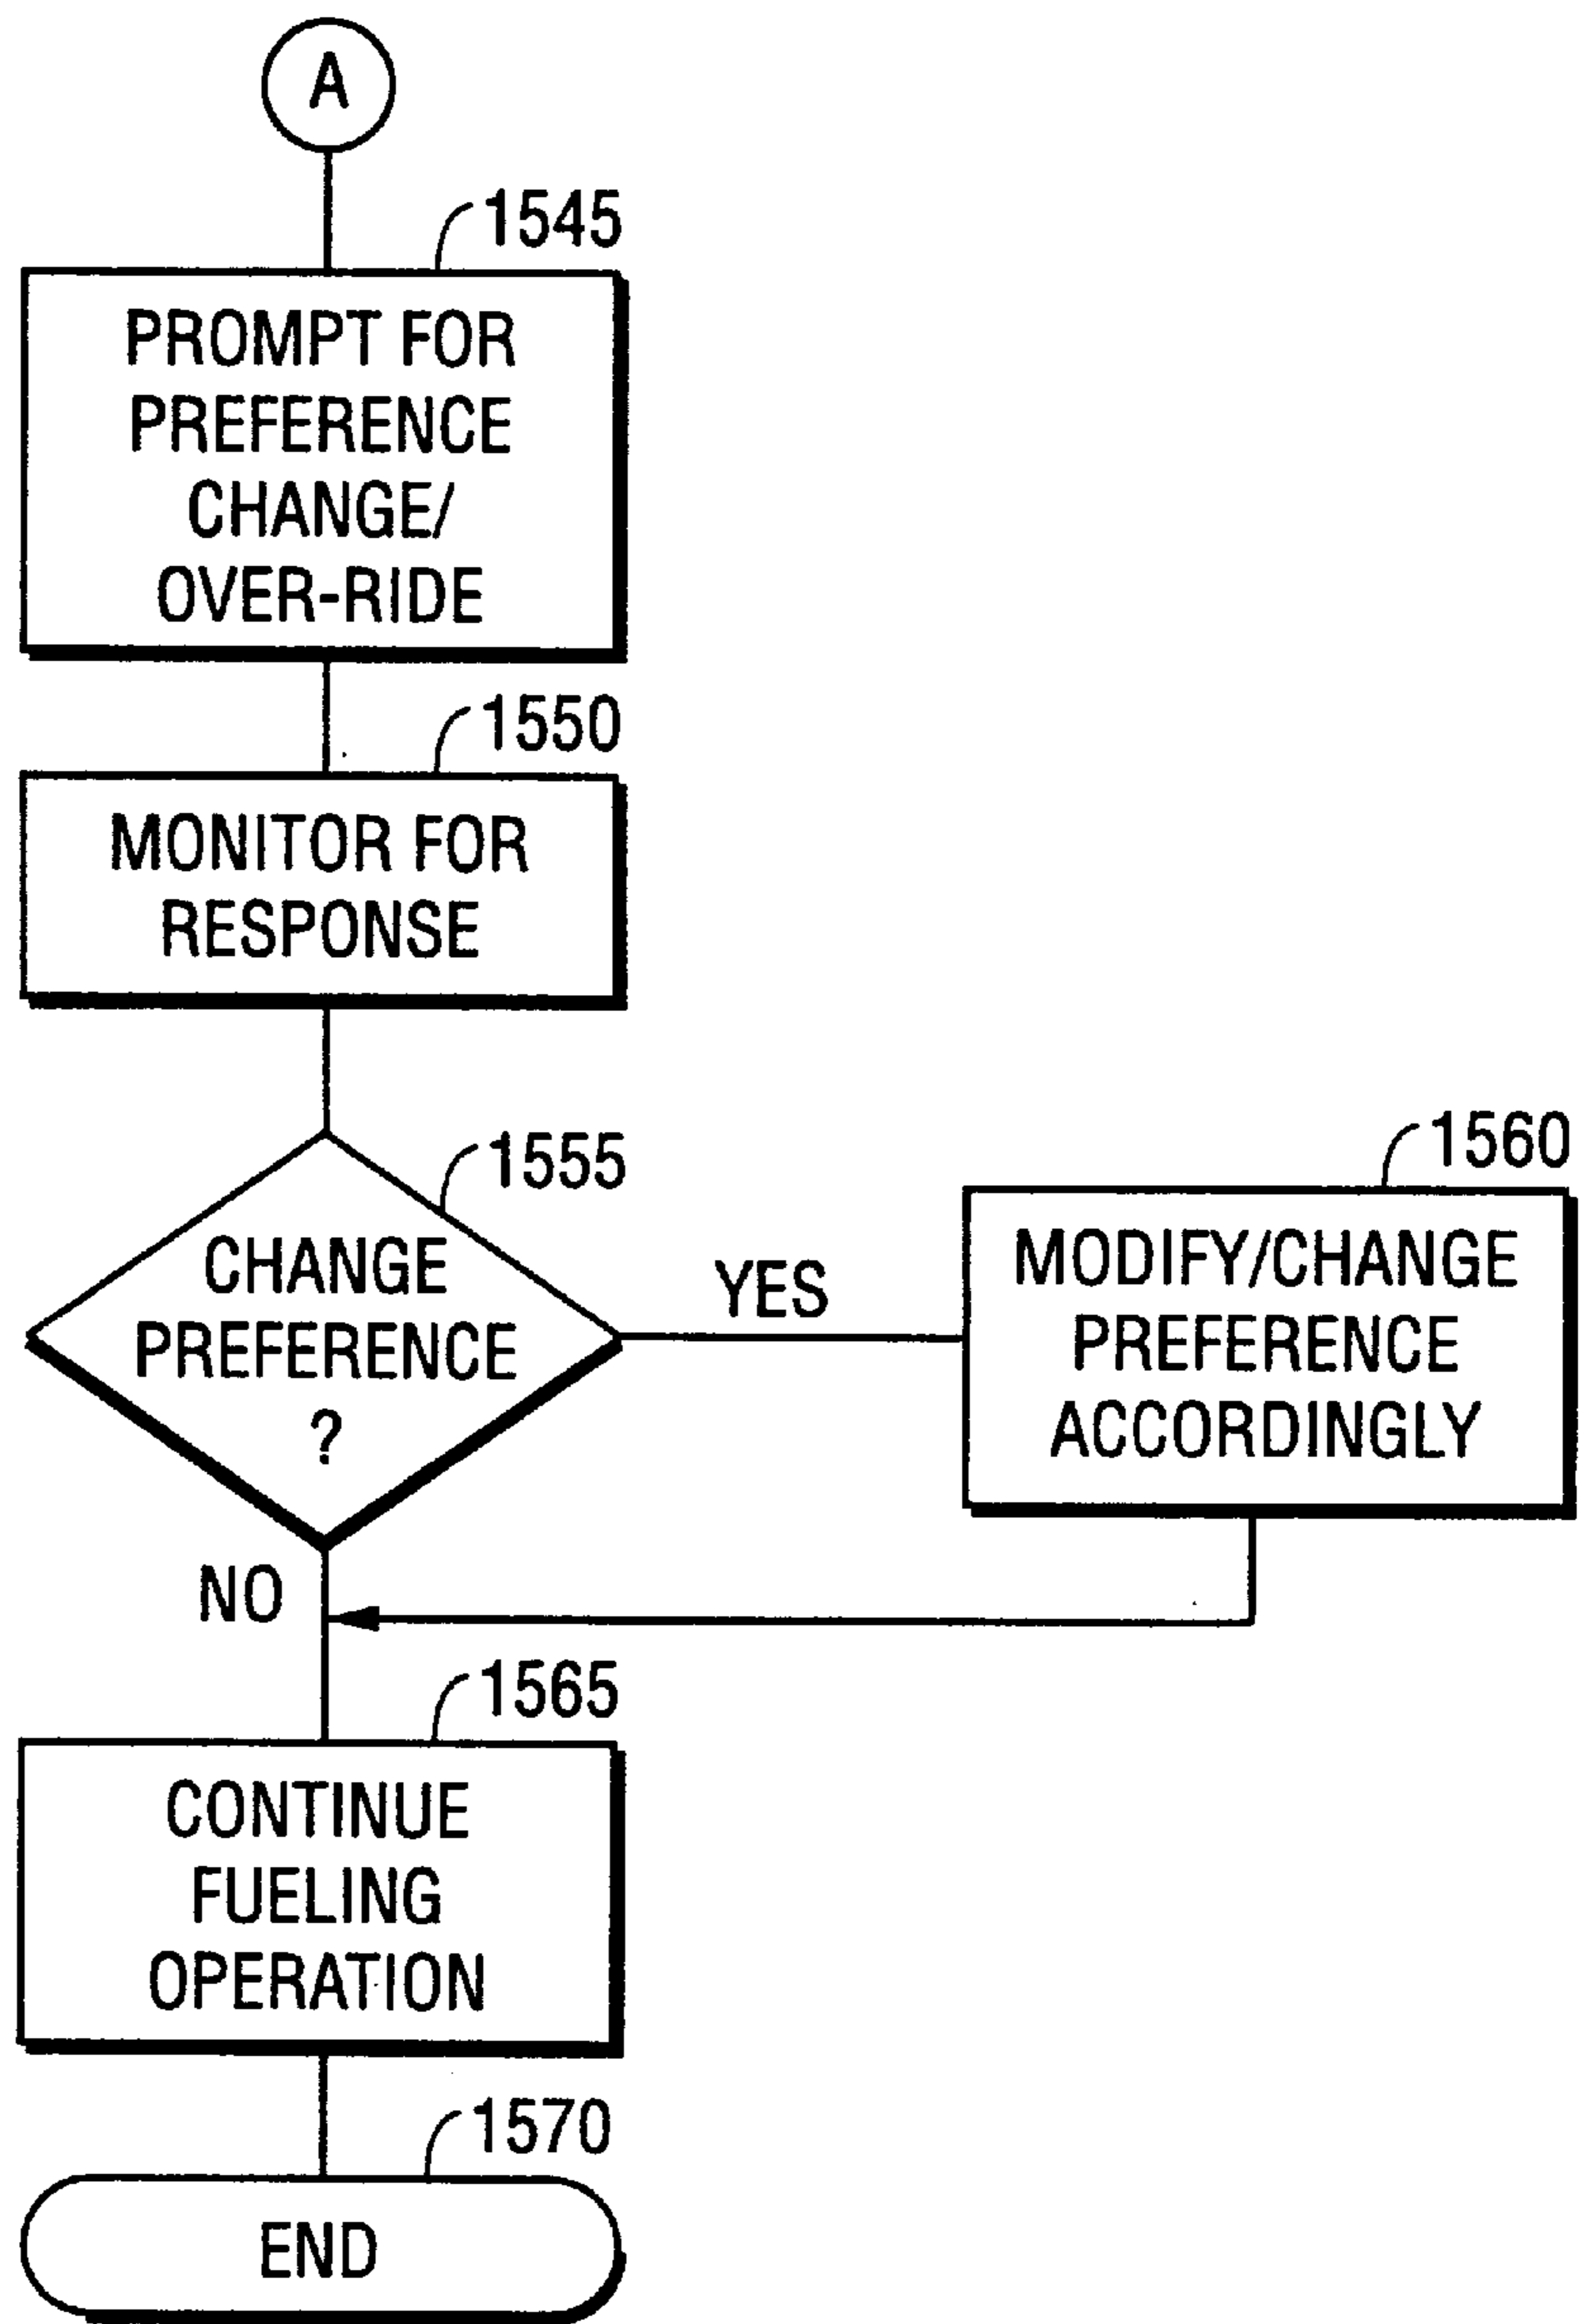 A
1545
PROMPT FOR
PREFERENCE
CHANGE/
OVER-RIDE
1550
MONITOR FOR
RESPONSE
1555
CHANGE
PREFERENCE
?
YES
1560
MODIFY/CHANGE
PREFERENCE
ACCORDINGLY
NO
1565
CONTINUE
FUELING
OPERATION
1570
END